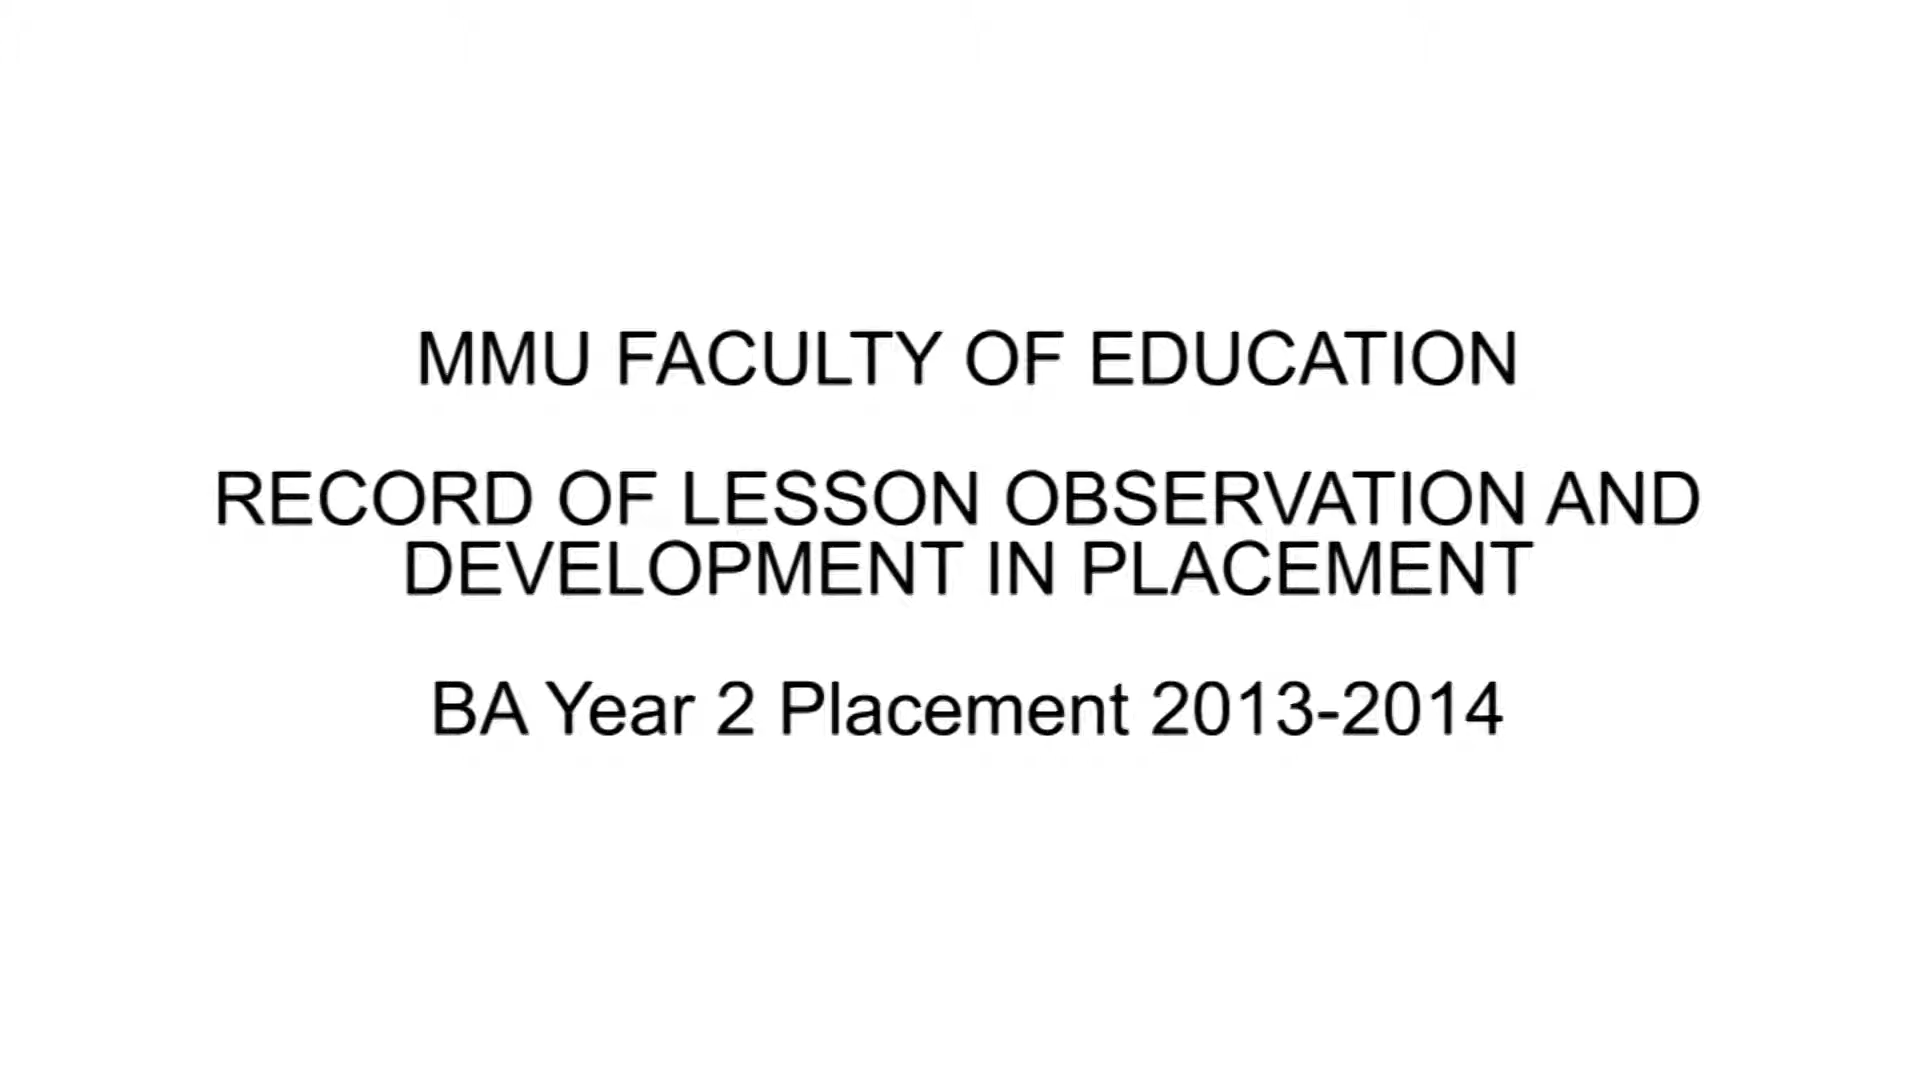 MMU FACULTY OF EDUCATION
RECORD OF LESSON OBSERVATION AND
DEVELOPMENT IN PLACEMENT
BA Year 2 Placement 2013-2014